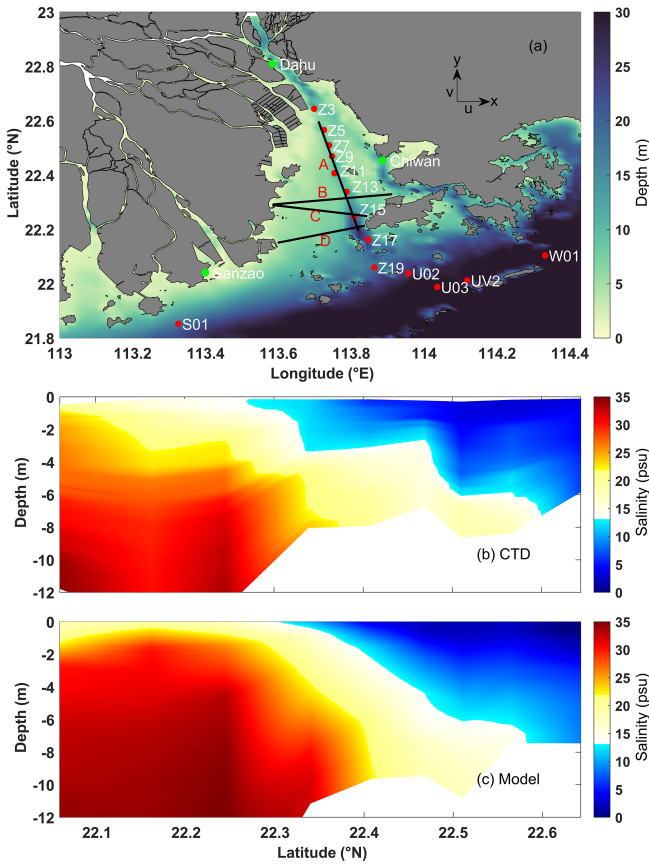 23
22.8
22.6
22.4
22.2
22
21.8
Latitude (°N)
113
113.2
113.4
113.6
113.8
114
114.2
114.4
Longitude (°E)
(a)
y
v
u
x
Dahu
Z3
Z5
Z7
Z9
A
Z11
Chiwan
Z13
B
C
Z15
D
Z17
Z19
Sanzao
U02
U03
UV2
W01
S01
30
25
20
15
10
5
0
Depth (m)
0
-2
-4
-6
-8
-10
-12
Depth (m)
(b) CTD
35
30
25
20
15
10
5
0
Salinity (psu)
0
-2
-4
-6
-8
-10
-12
Depth (m)
(c) Model
35
30
25
20
15
10
5
0
Salinity (psu)
22.1
22.2
22.3
22.4
22.5
22.6
Latitude (°N)